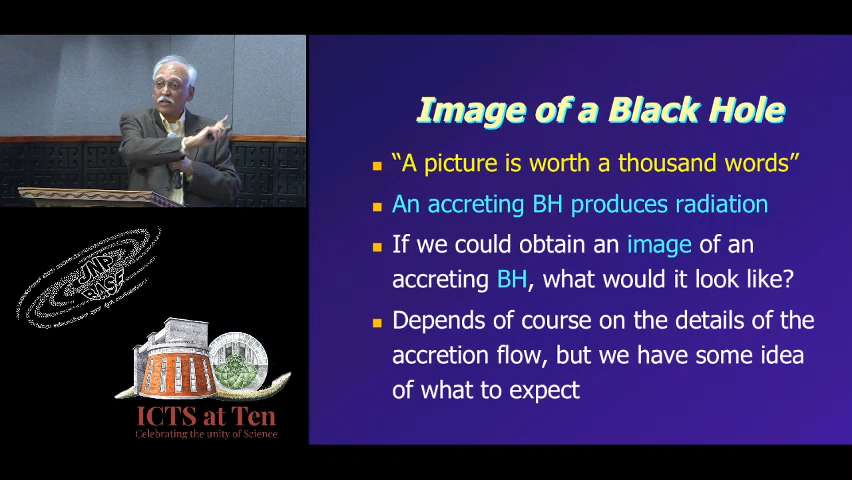 Image of a Black Hole
"A picture is worth a thousand words"
An accreting BH produces radiation
If we could obtain an image of an
accreting BH, what would it look like?
Depends of course on the details of the
accretion flow, but we have some idea
of what to expect
JNP
BASE
ICTS at Ten
Celebrating the unity of Science